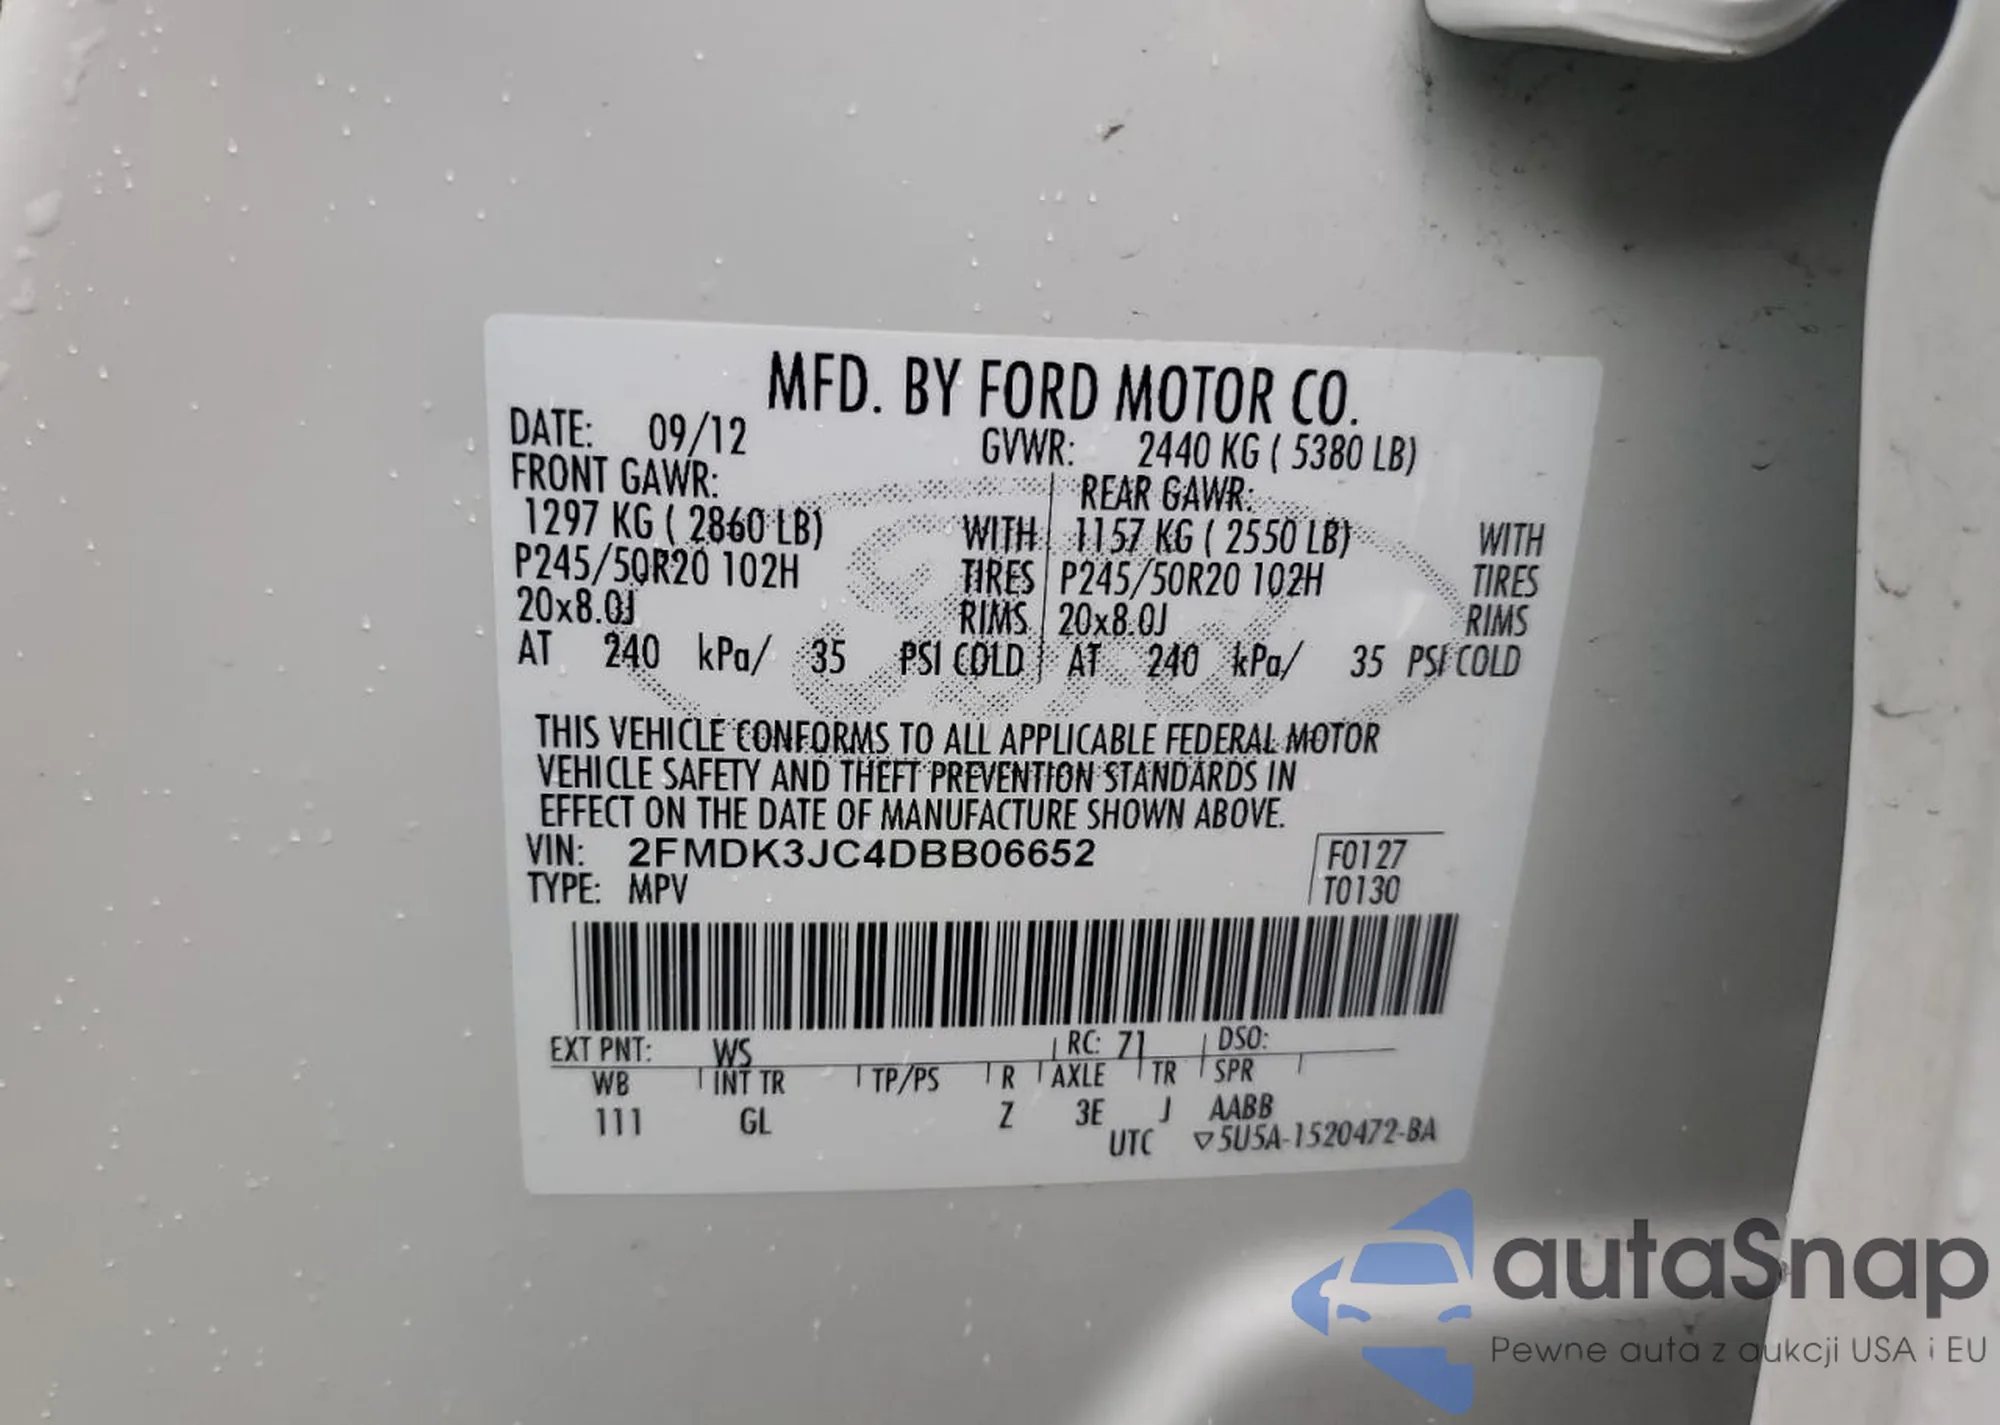 MFD. BY FORD MOTOR CO.
DATE: 09/12 GVWR: 2440 KG ( 5380 LB)
FRONT GAWR: REAR GAWR:
1297 KG ( 2860 LB) WITH 1157 KG ( 2550 LB) WITH
P245/50R20 102H TIRES P245/50R20 102H TIRES
20x8.0J RIMS 20x8.0J RIMS
AT 240 kPa/ 35 PSI COLD AT 240 kPa/ 35 PSI COLD
THIS VEHICLE CONFORMS TO ALL APPLICABLE FEDERAL MOTOR
VEHICLE SAFETY AND THEFT PREVENTION STANDARDS IN
EFFECT ON THE DATE OF MANUFACTURE SHOWN ABOVE.
VIN: 2FMDK3JC4DBB06652 F0127
TYPE: MPV T0130
EXT PNT: WS RC: 71 DSO:
WB INT TR TP/PS R AXLE TR SPR
111 GL Z 3E J AABB
UTC ▽5U5A-1520472-BA
autaSnap
Pewne auta z aukcji USA i EU